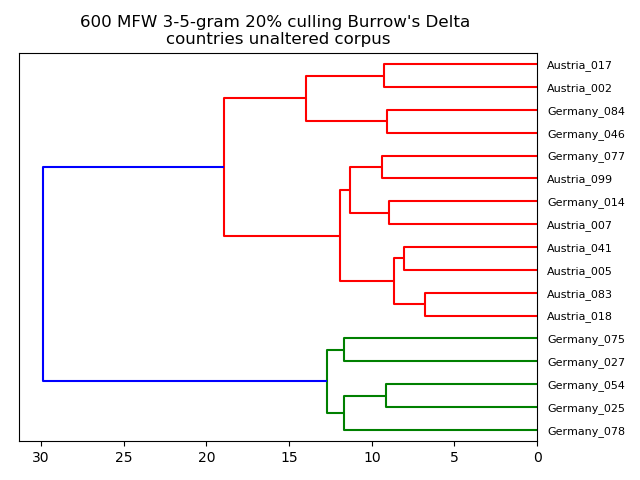 600 MFW 3-5-gram 20% culling Burrow's Delta
countries unaltered corpus
Austria_017
Austria_002
Germany_084
Germany_046
Germany_077
Austria_099
Germany_014
Austria_007
Austria_041
Austria_005
Austria_083
Austria_018
Germany_075
Germany_027
Germany_054
Germany_025
Germany_078
30 25 20 15 10 5 0